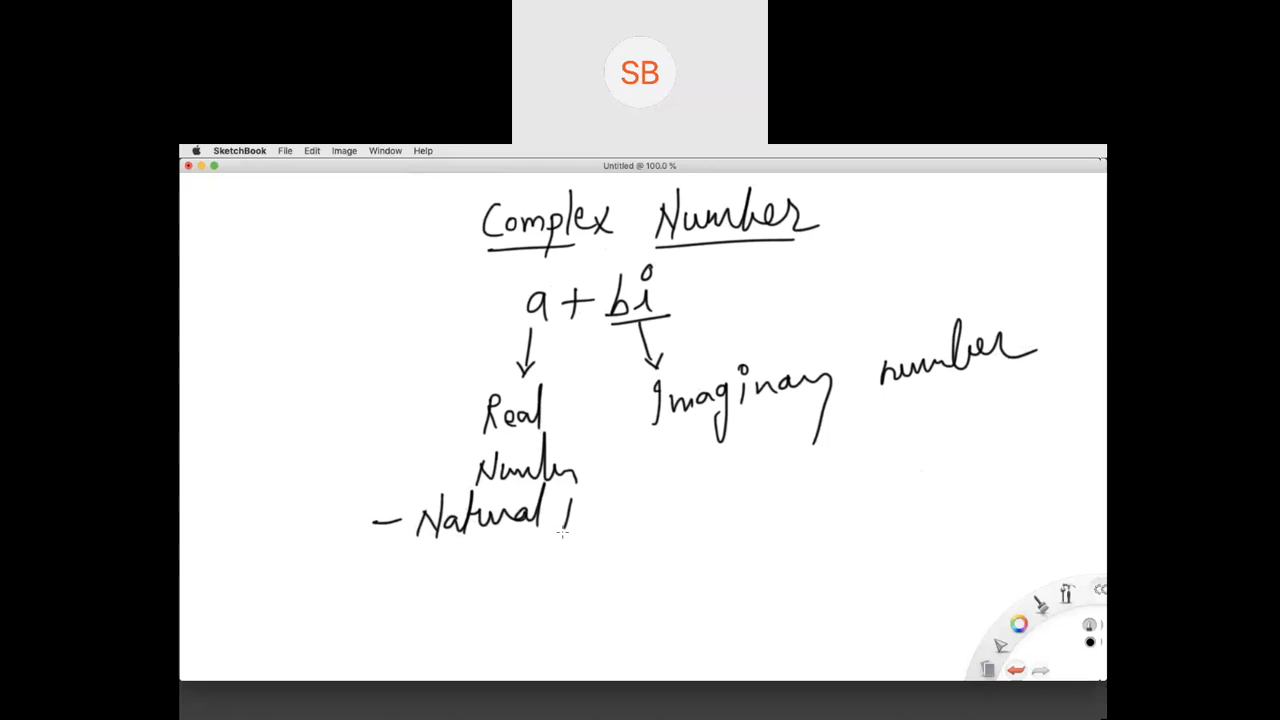 SB
SketchBook File Edit Image Window Help
Untitled @ 100.0 %
Complex Number
a + bi
Real Imaginary number
Number
- Natural